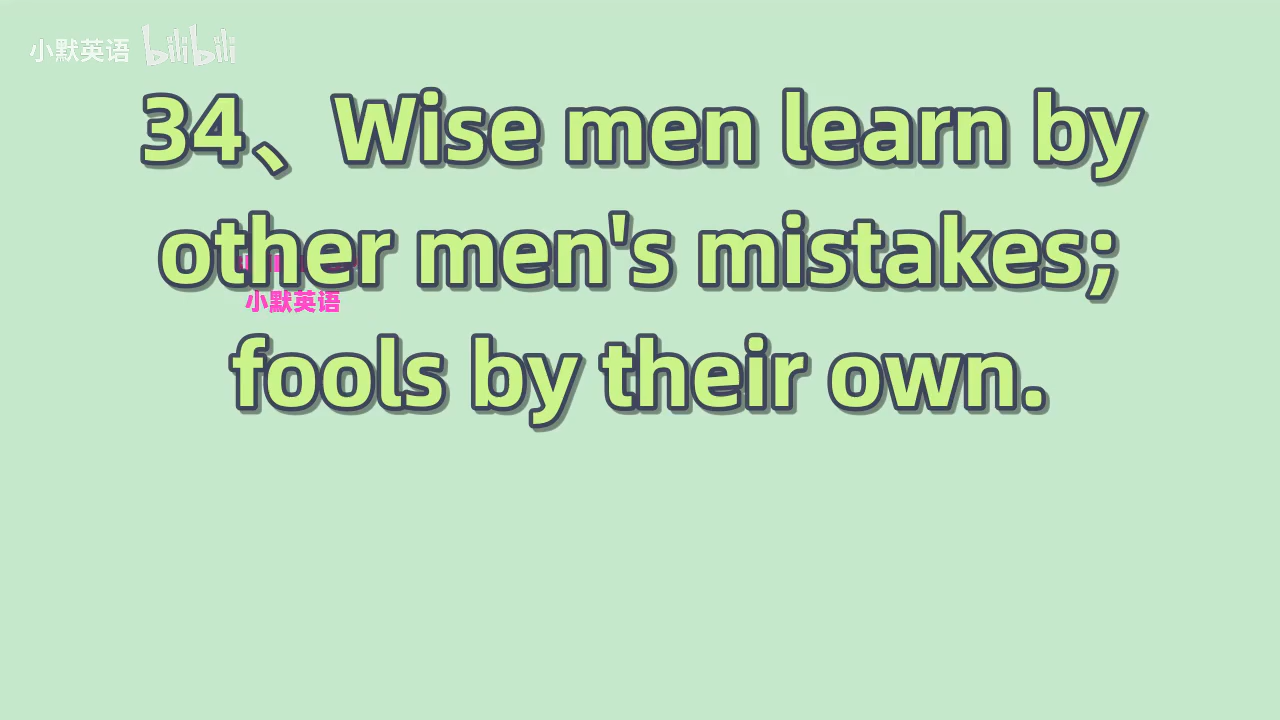 小默英语 bilibili
34、Wise men learn by
other men's mistakes;
小默英语
fools by their own.